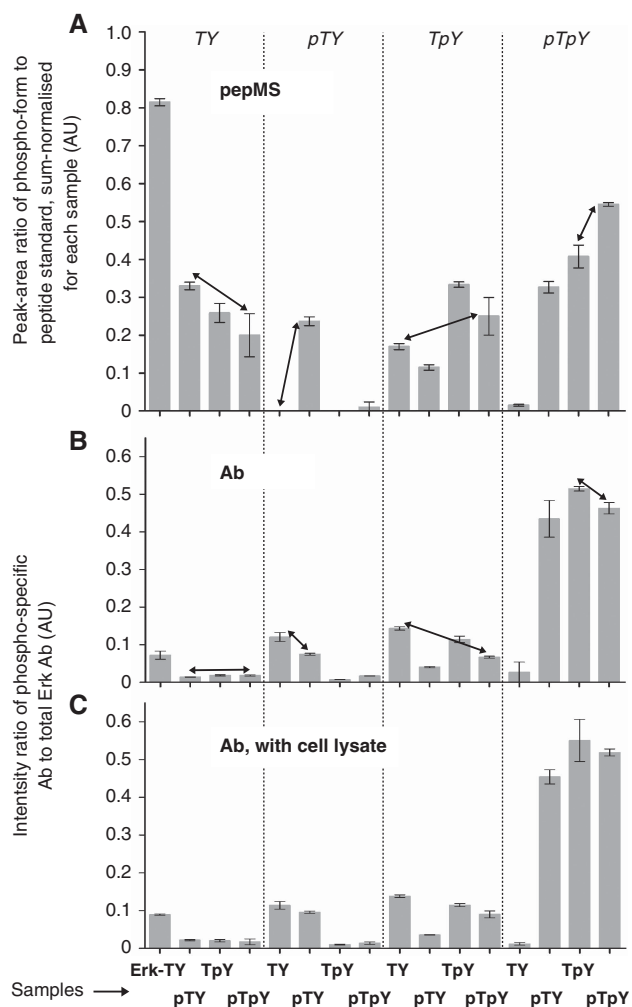 A
TY pTY TpY pTpY
pepMS
Peak-area ratio of phospho-form to
peptide standard, sum-normalised
for each sample (AU)
1.0
0.9
0.8
0.7
0.6
0.5
0.4
0.3
0.2
0.1
0
B
Ab
0.6
0.5
0.4
0.3
0.2
0.1
0
Intentsity ratio of phospho-specific
Ab to total Erk Ab (AU)
C
Ab, with cell lysate
0.6
0.5
0.4
0.3
0.2
0.1
0
Erk-TY TpY TY TpY TY TpY TY TpY
Samples pTY pTpY pTY pTpY pTY pTpY pTY pTpY